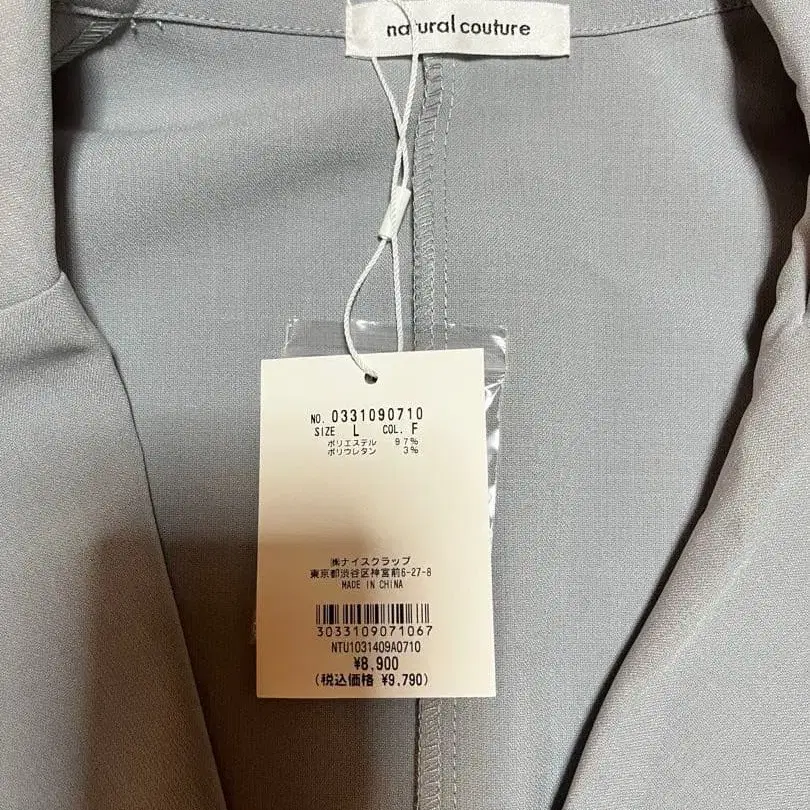 natural couture
NO. 0331090710
SIZE L COL. F
ポリエステル 97%
ポリウレタン 3%
㈱ナイスクラップ
東京都渋谷区神宮前6-27-8
MADE IN CHINA
3033109071067
NTU1031409A0710
¥8,900
(税込価格 ¥9,790)